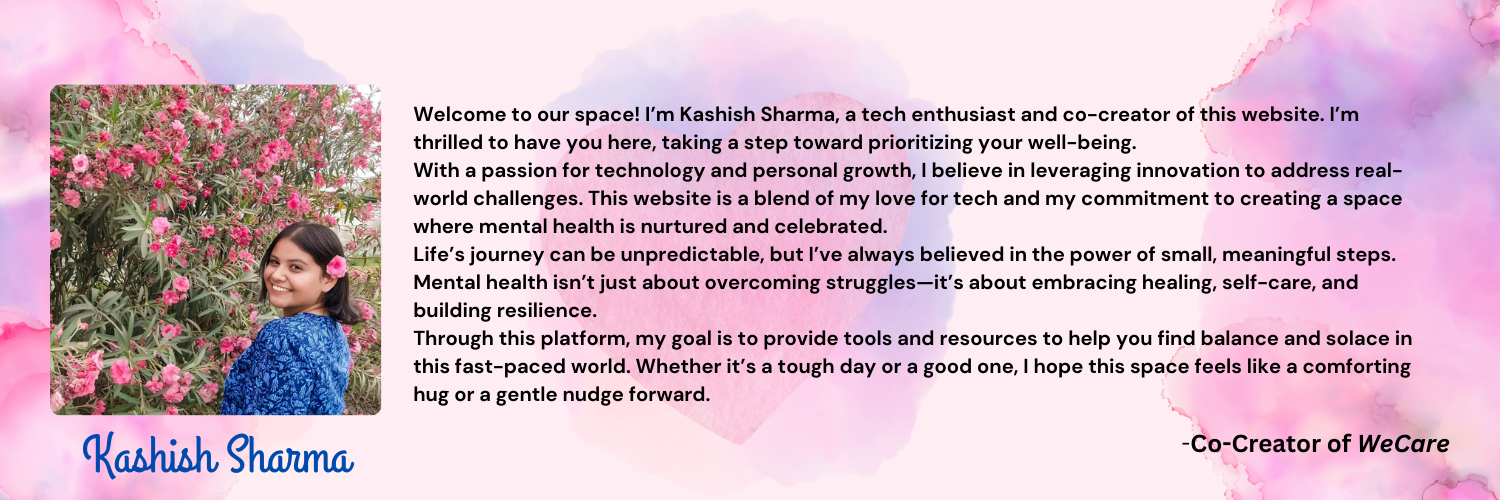 Welcome to our space! I’m Kashish Sharma, a tech enthusiast and co-creator of this website. I’m
thrilled to have you here, taking a step toward prioritizing your well-being.
With a passion for technology and personal growth, I believe in leveraging innovation to address real-
world challenges. This website is a blend of my love for tech and my commitment to creating a space
where mental health is nurtured and celebrated.
Life’s journey can be unpredictable, but I’ve always believed in the power of small, meaningful steps.
Mental health isn’t just about overcoming struggles—it’s about embracing healing, self-care, and
building resilience.
Through this platform, my goal is to provide tools and resources to help you find balance and solace in
this fast-paced world. Whether it’s a tough day or a good one, I hope this space feels like a comforting
hug or a gentle nudge forward.
Kashish Sharma
-Co-Creator of WeCare